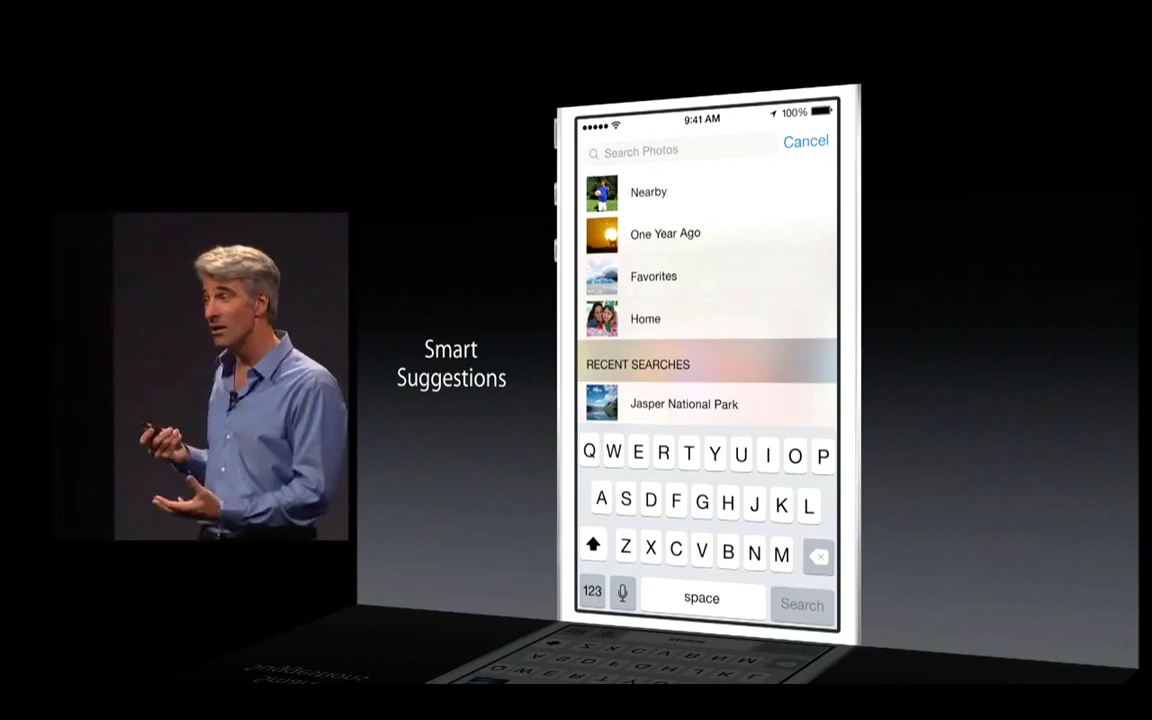 Smart
Suggestions
9:41 AM
100%
Search Photos
Cancel
Nearby
One Year Ago
Favorites
Home
RECENT SEARCHES
Jasper National Park
Q W E R T Y U I O P
A S D F G H J K L
Z X C V B N M
123
space
Search